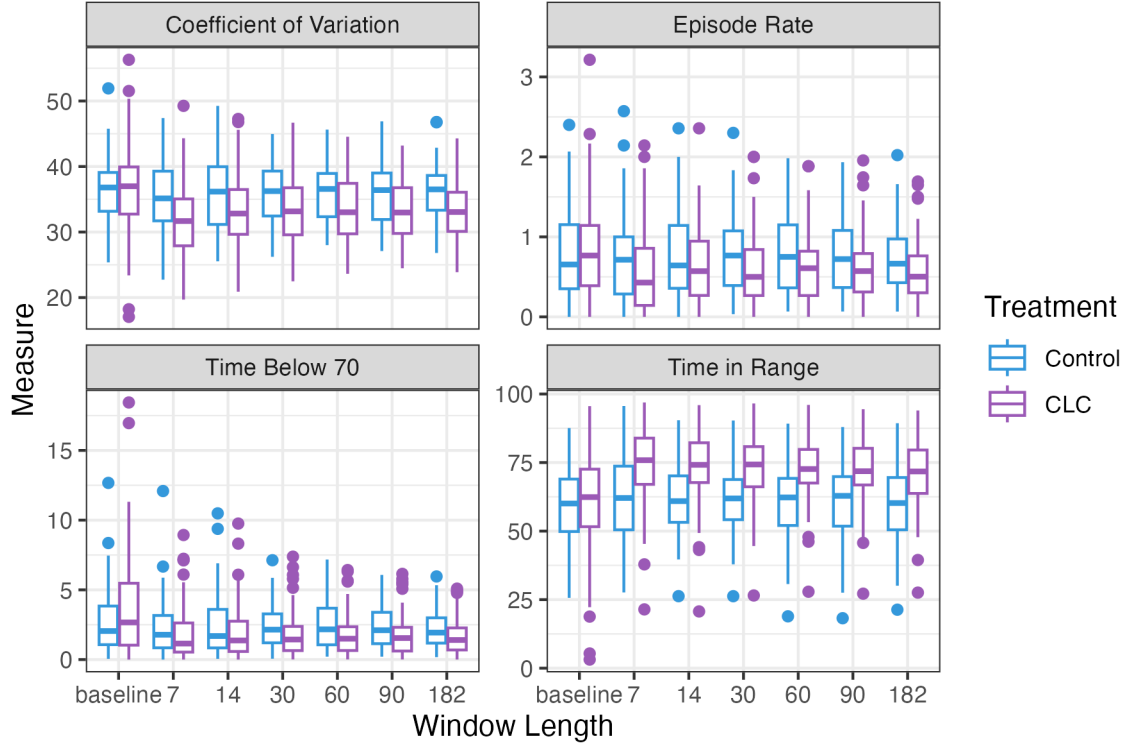 Coefficient of Variation
Episode Rate
50
40
30
20
3
2
1
0
Time Below 70
Time in Range
15
10
5
0
100
75
50
25
0
baseline 7 14 30 60 90 182
baseline 7 14 30 60 90 182
Measure
Window Length
Treatment
Control
CLC